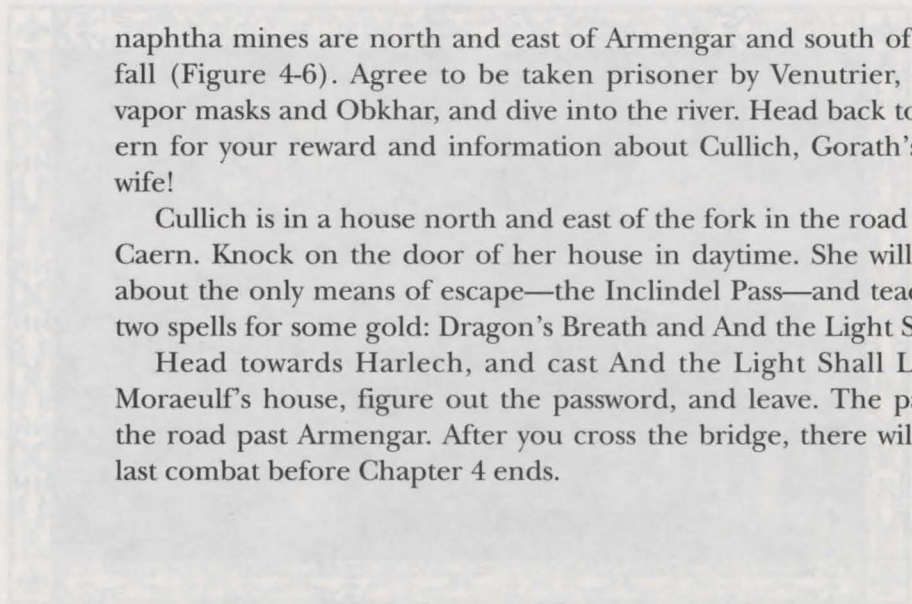 naphtha mines are north and east of Armengar and south of
fall (Figure 4-6). Agree to be taken prisoner by Venutrier,
vapor masks and Obkhar, and dive into the river. Head back to
ern for your reward and information about Cullich, Gorath's
wife!
Cullich is in a house north and east of the fork in the road
Caern. Knock on the door of her house in daytime. She will
about the only means of escape—the Inclindel Pass—and
two spells for some gold: Dragon's Breath and And the Light
Head towards Harlech, and cast And the Light Shall
Moraeulf's house, figure out the password, and leave. The
the road past Armengar. After you cross the bridge, there
last combat before Chapter 4 ends.